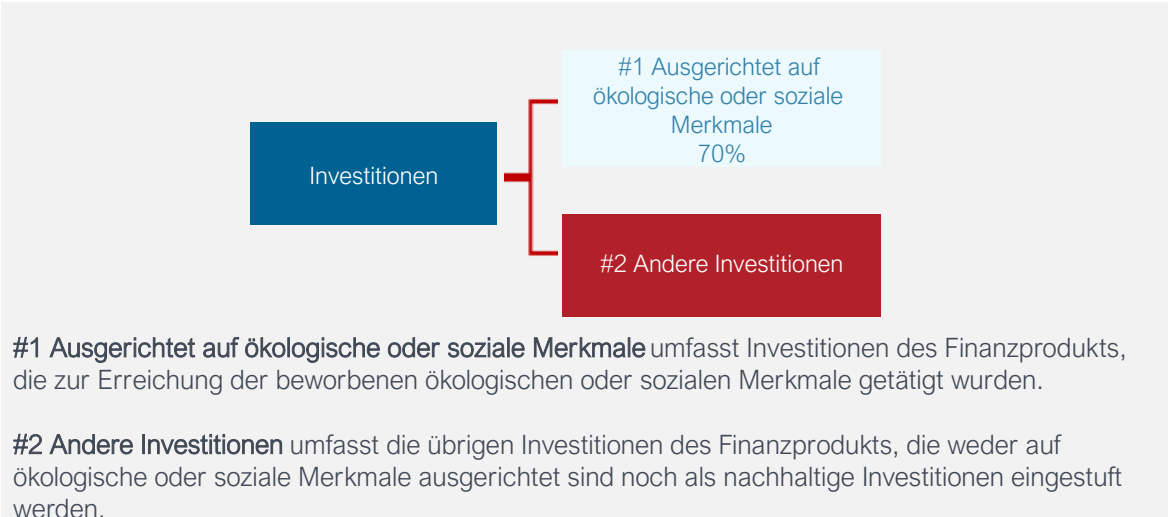 #1 Ausgerichtet auf
ökologische oder soziale
Merkmale
70%
Investitionen
#2 Andere Investitionen
#1 Ausgerichtet auf ökologische oder soziale Merkmale umfasst Investitionen des Finanzprodukts,
die zur Erreichung der beworbenen ökologischen oder sozialen Merkmale getätigt wurden.
#2 Andere Investitionen umfasst die übrigen Investitionen des Finanzprodukts, die weder auf
ökologische oder soziale Merkmale ausgerichtet sind noch als nachhaltige Investitionen eingestuft
werden.